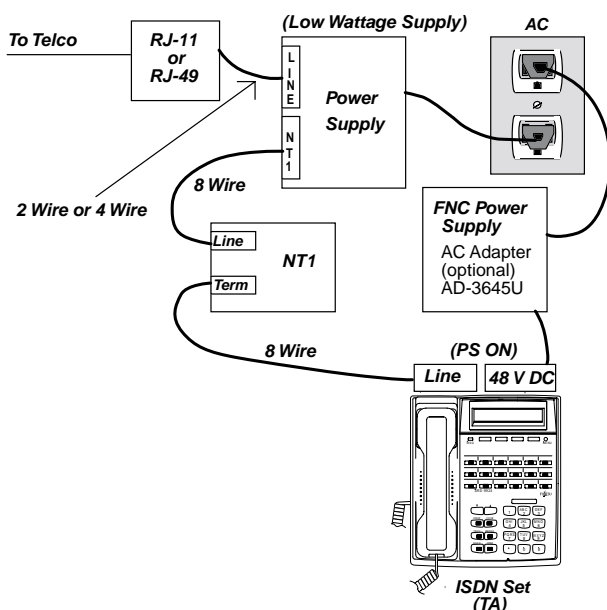 (Low Wattage Supply)
AC
To Telco
RJ-11
or
RJ-49
LINE
Power
Supply
NT1
8 Wire
2 Wire or 4 Wire
FNC Power
Supply
AC Adapter
(optional)
AD-3645U
Line
NT1
Term
8 Wire
(PS ON)
Line
48 V DC
ISDN Set
(TA)